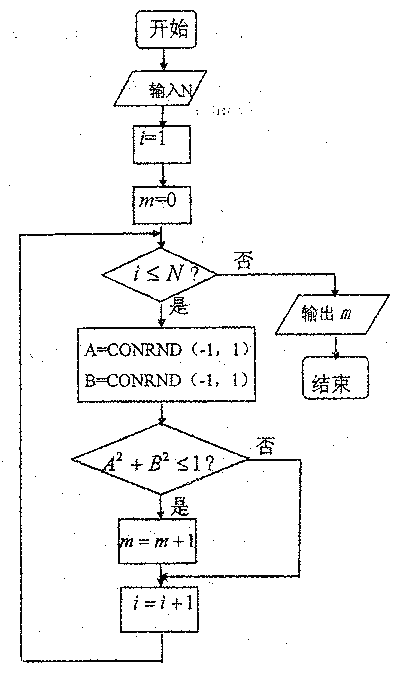 开始
输入N
i=1
m=0
i ≤ N ?
否
是
输出 m
A=CONRND（-1，1）
B=CONRND（-1，1）
结束
A² + B² ≤ 1 ?
否
是
m = m + 1
i = i + 1